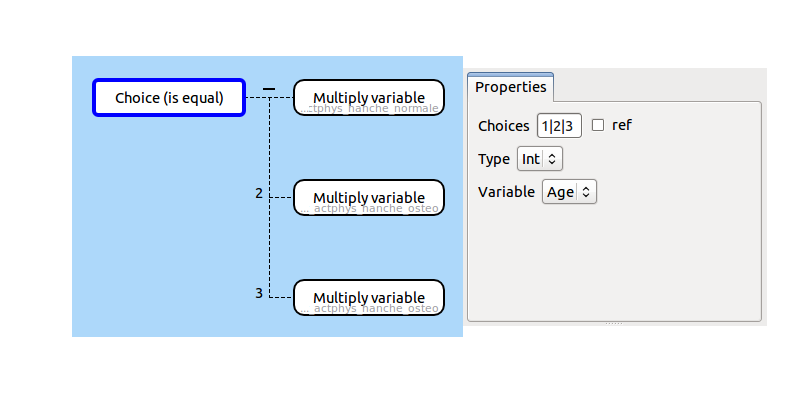 Choice (is equal)
Multiply variable
...ctphys_hanche_normale
2
Multiply variable
... actphys_hanche_osteo
3
Multiply variable
... actphys_hanche_osteo
Properties
Choices 1|2|3 ref
Type Int
Variable Age